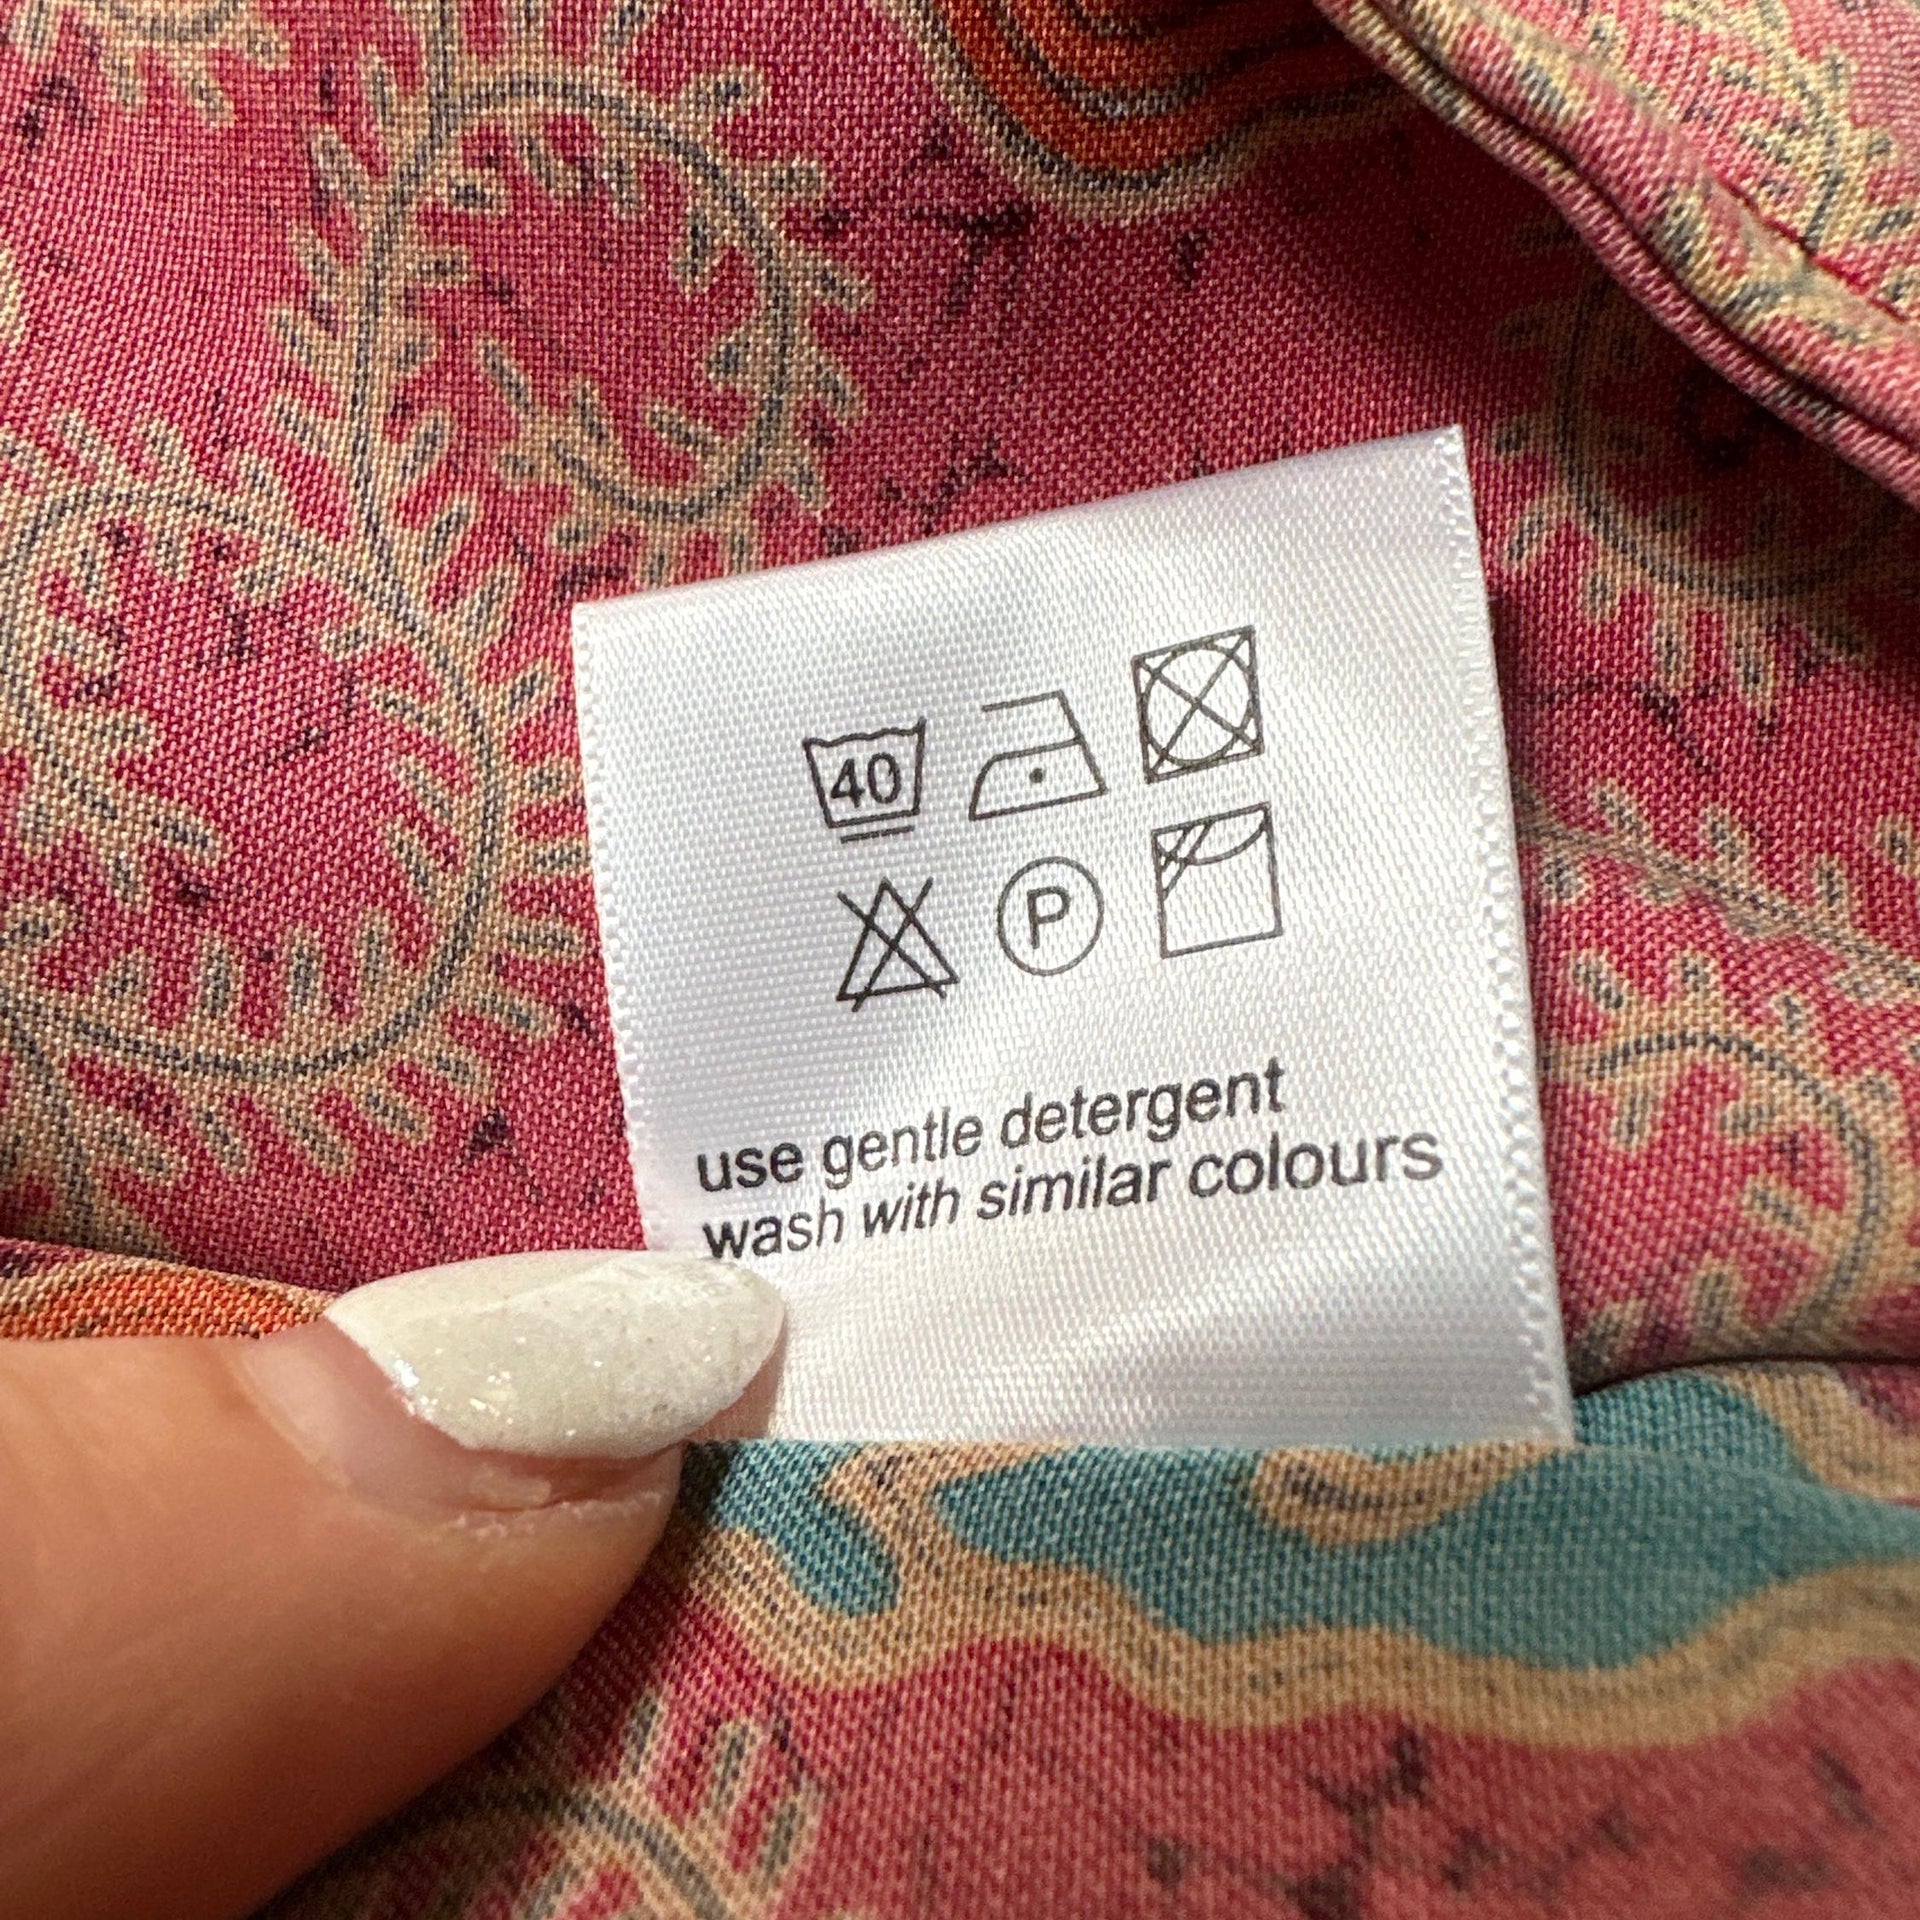 40
P
use gentle detergent
wash with similar colours